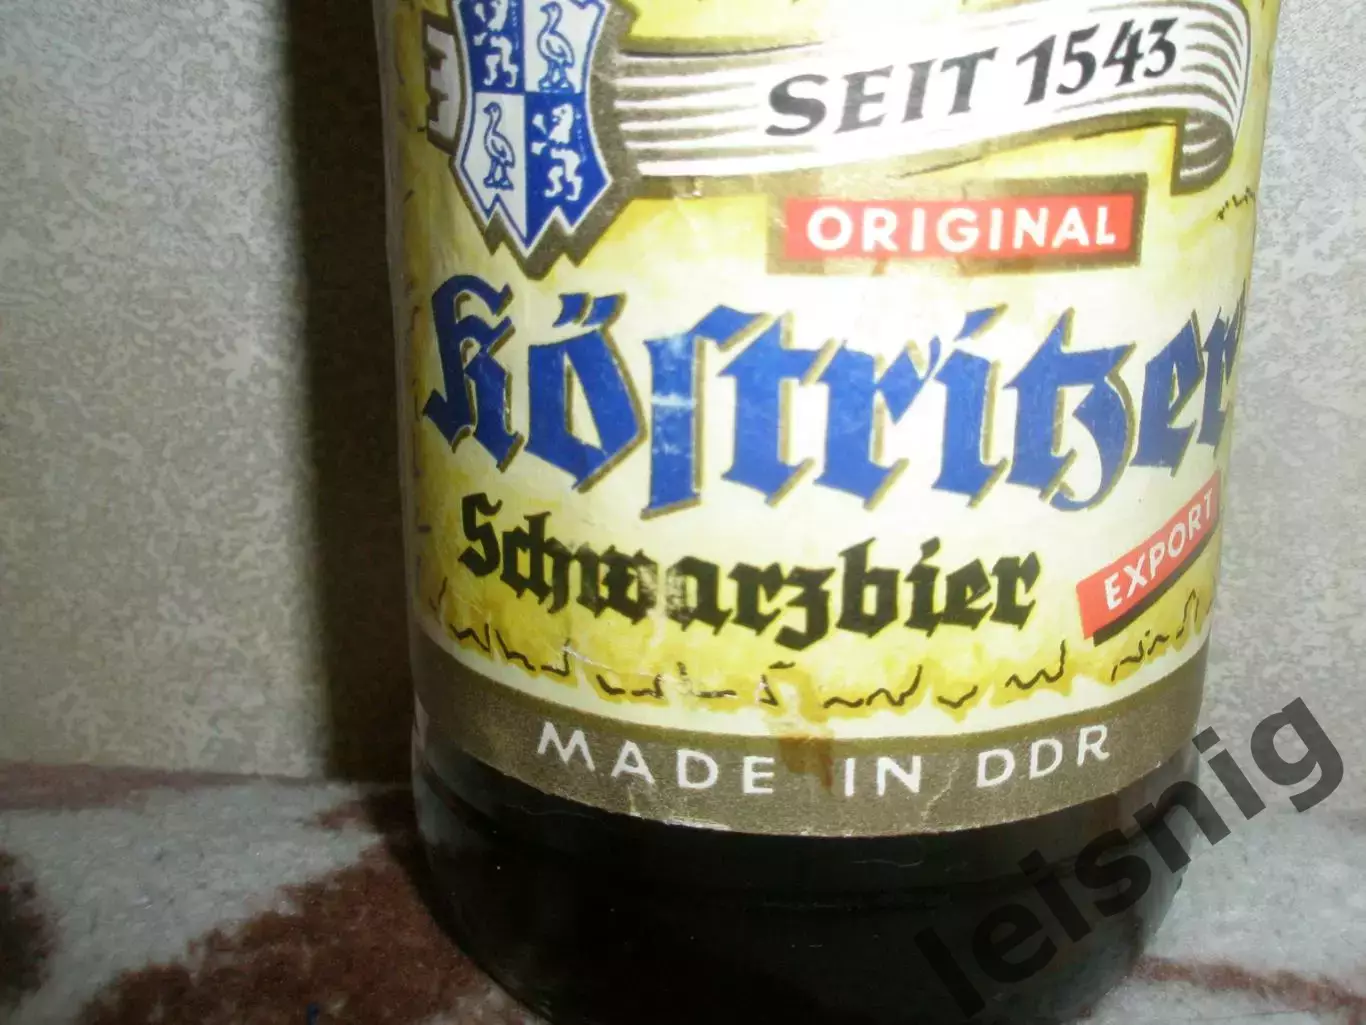 SEIT 1543
ORIGINAL
Köſtritzer
Schwarzbier
EXPORT
MADE IN DDR
leisnig